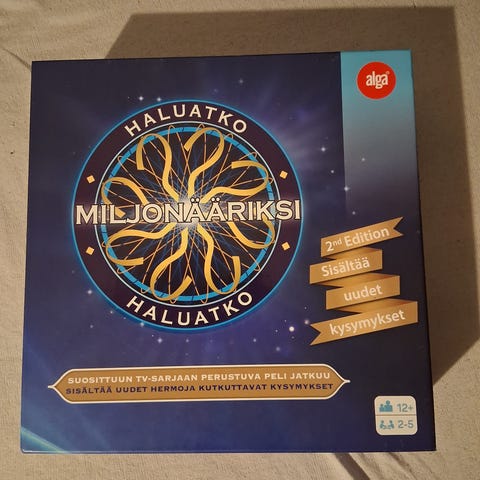 alga
HALUATKO
MILJONÄÄRIKSI
HALUATKO
2nd Edition
Sisältää
uudet
kysymykset
SUOSITTUUN TV-SARJAAN PERUSTUVA PELI JATKUU
SISÄLTÄÄ UUDET HERMOJA KUTKUTTAVAT KYSYMYKSET
12+
2-5